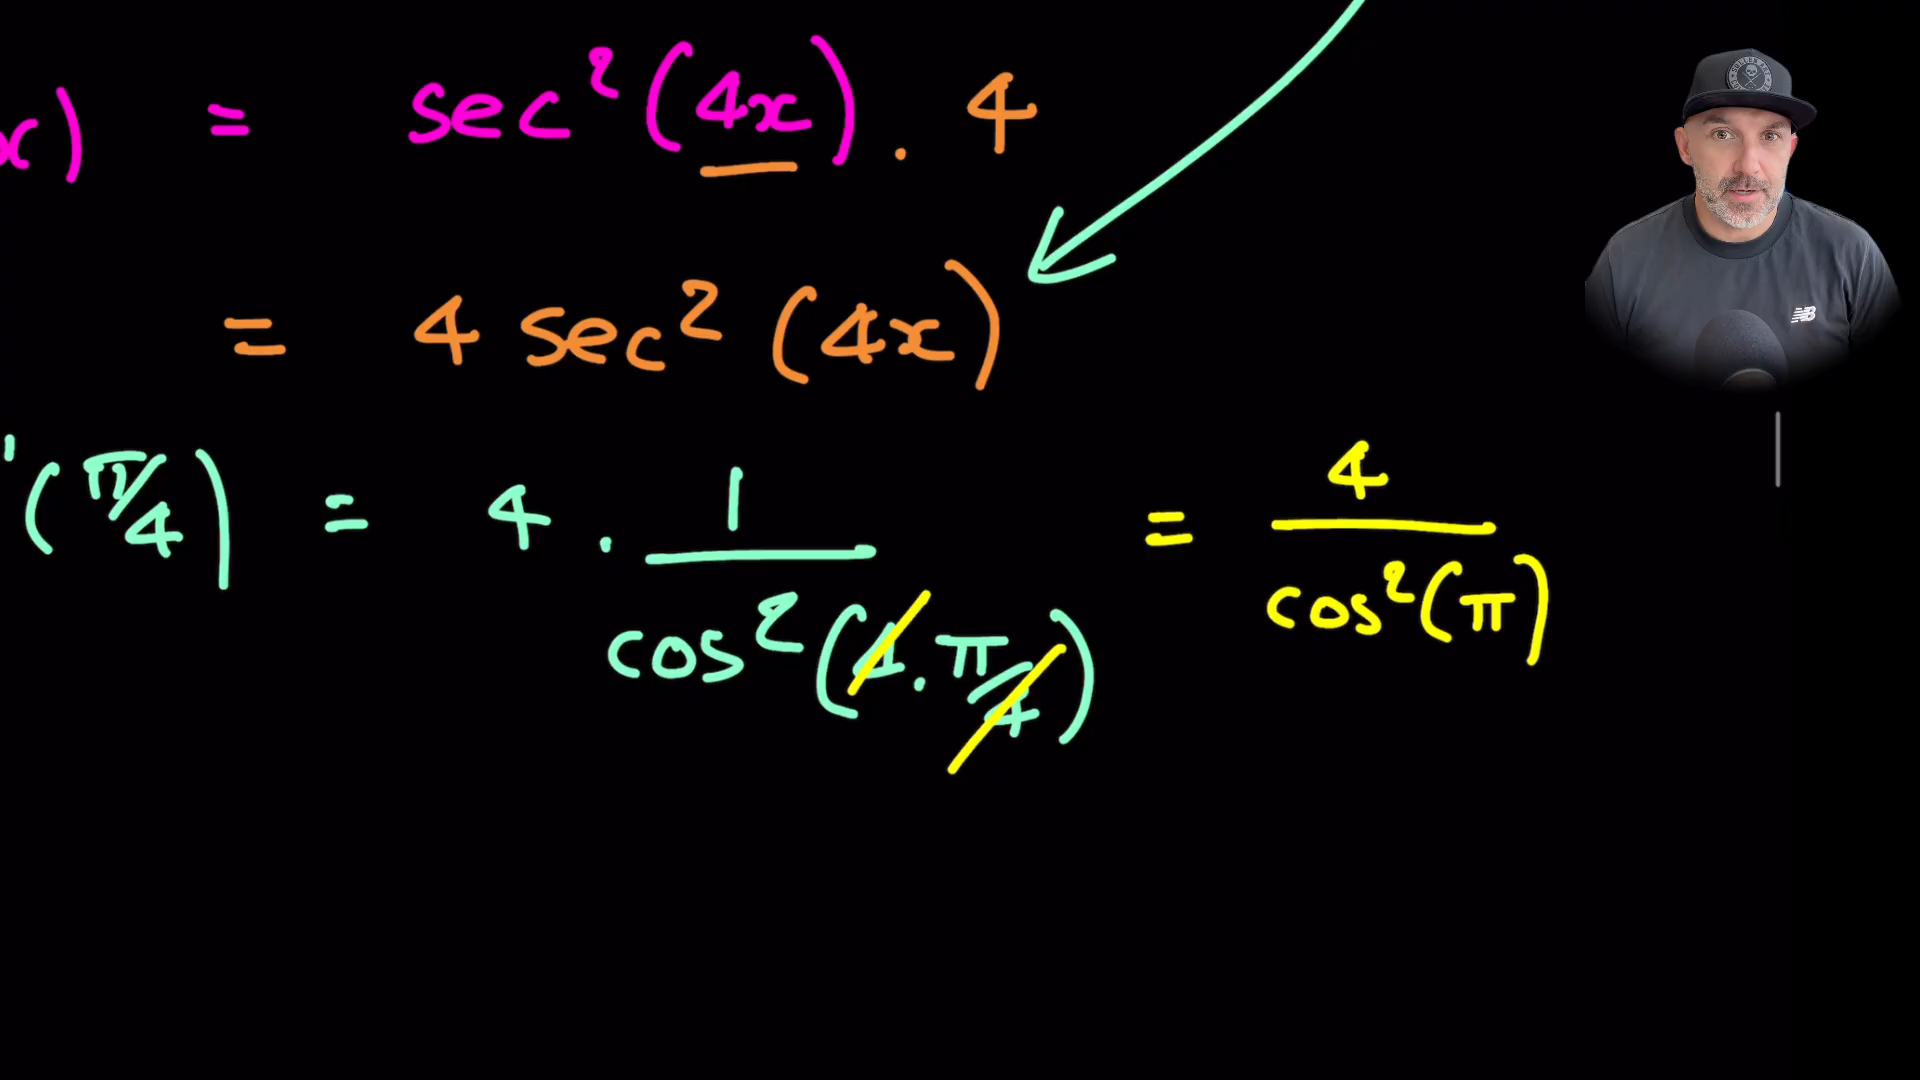 x) = sec²(4x) . 4
= 4 sec² (4x)
'(π/4) = 4 . 1/cos²(4.π/4) = 4/cos²(π)